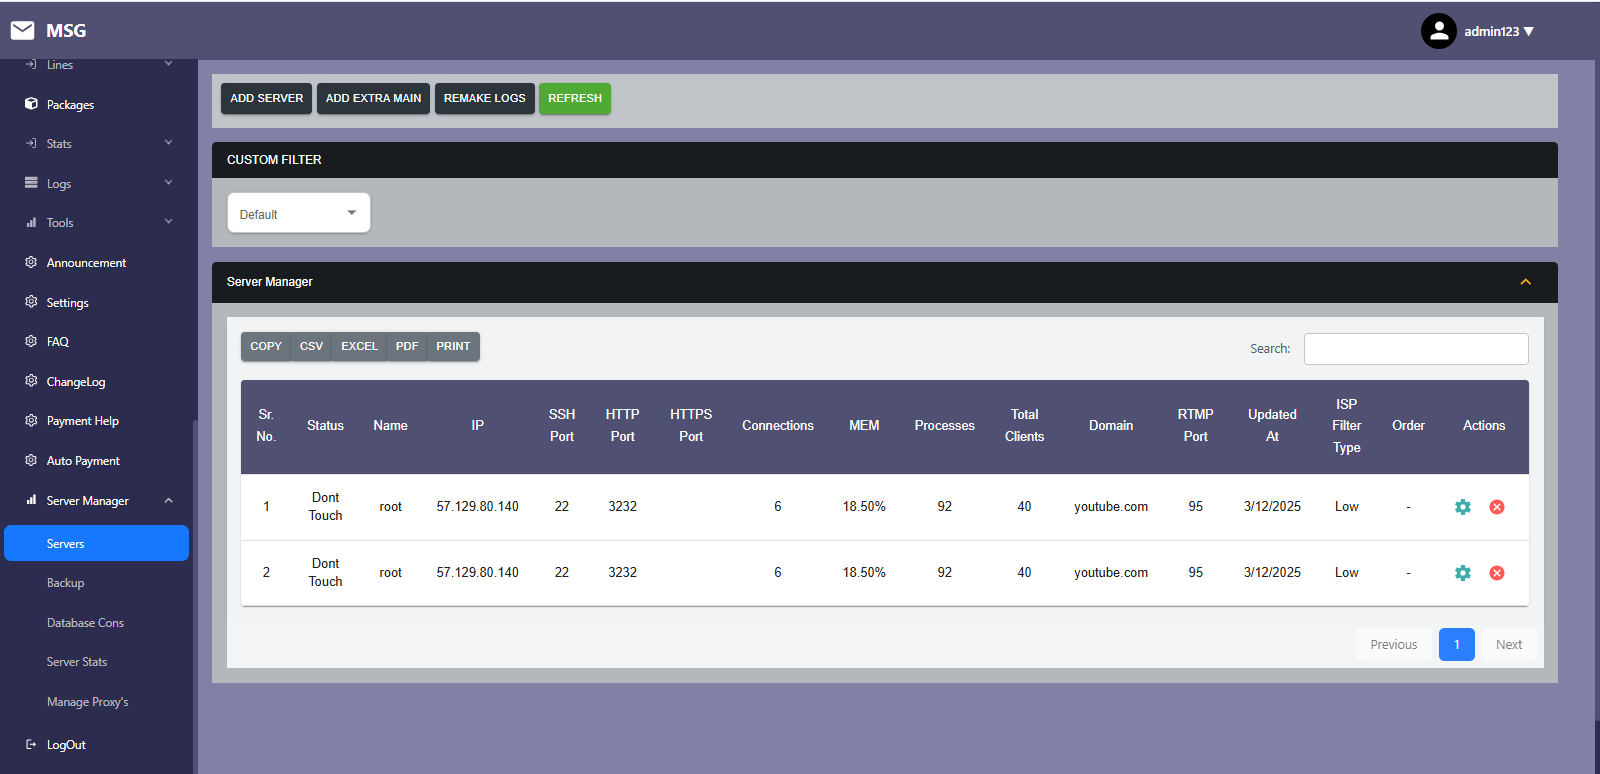 MSG
admin123 ▼
Lines
Packages
Stats
Logs
Tools
Announcement
Settings
FAQ
ChangeLog
Payment Help
Auto Payment
Server Manager
Servers
Backup
Database Cons
Server Stats
Manage Proxy's
LogOut
ADD SERVER ADD EXTRA MAIN REMAKE LOGS REFRESH
CUSTOM FILTER
Default
Server Manager
COPY CSV EXCEL PDF PRINT
Search:
Sr. No. Status Name IP SSH Port HTTP Port HTTPS Port Connections MEM Processes Total Clients Domain RTMP Port Updated At ISP Filter Type Order Actions
1 Dont Touch root 57.129.80.140 22 3232 6 18.50% 92 40 youtube.com 95 3/12/2025 Low -
2 Dont Touch root 57.129.80.140 22 3232 6 18.50% 92 40 youtube.com 95 3/12/2025 Low -
Previous 1 Next